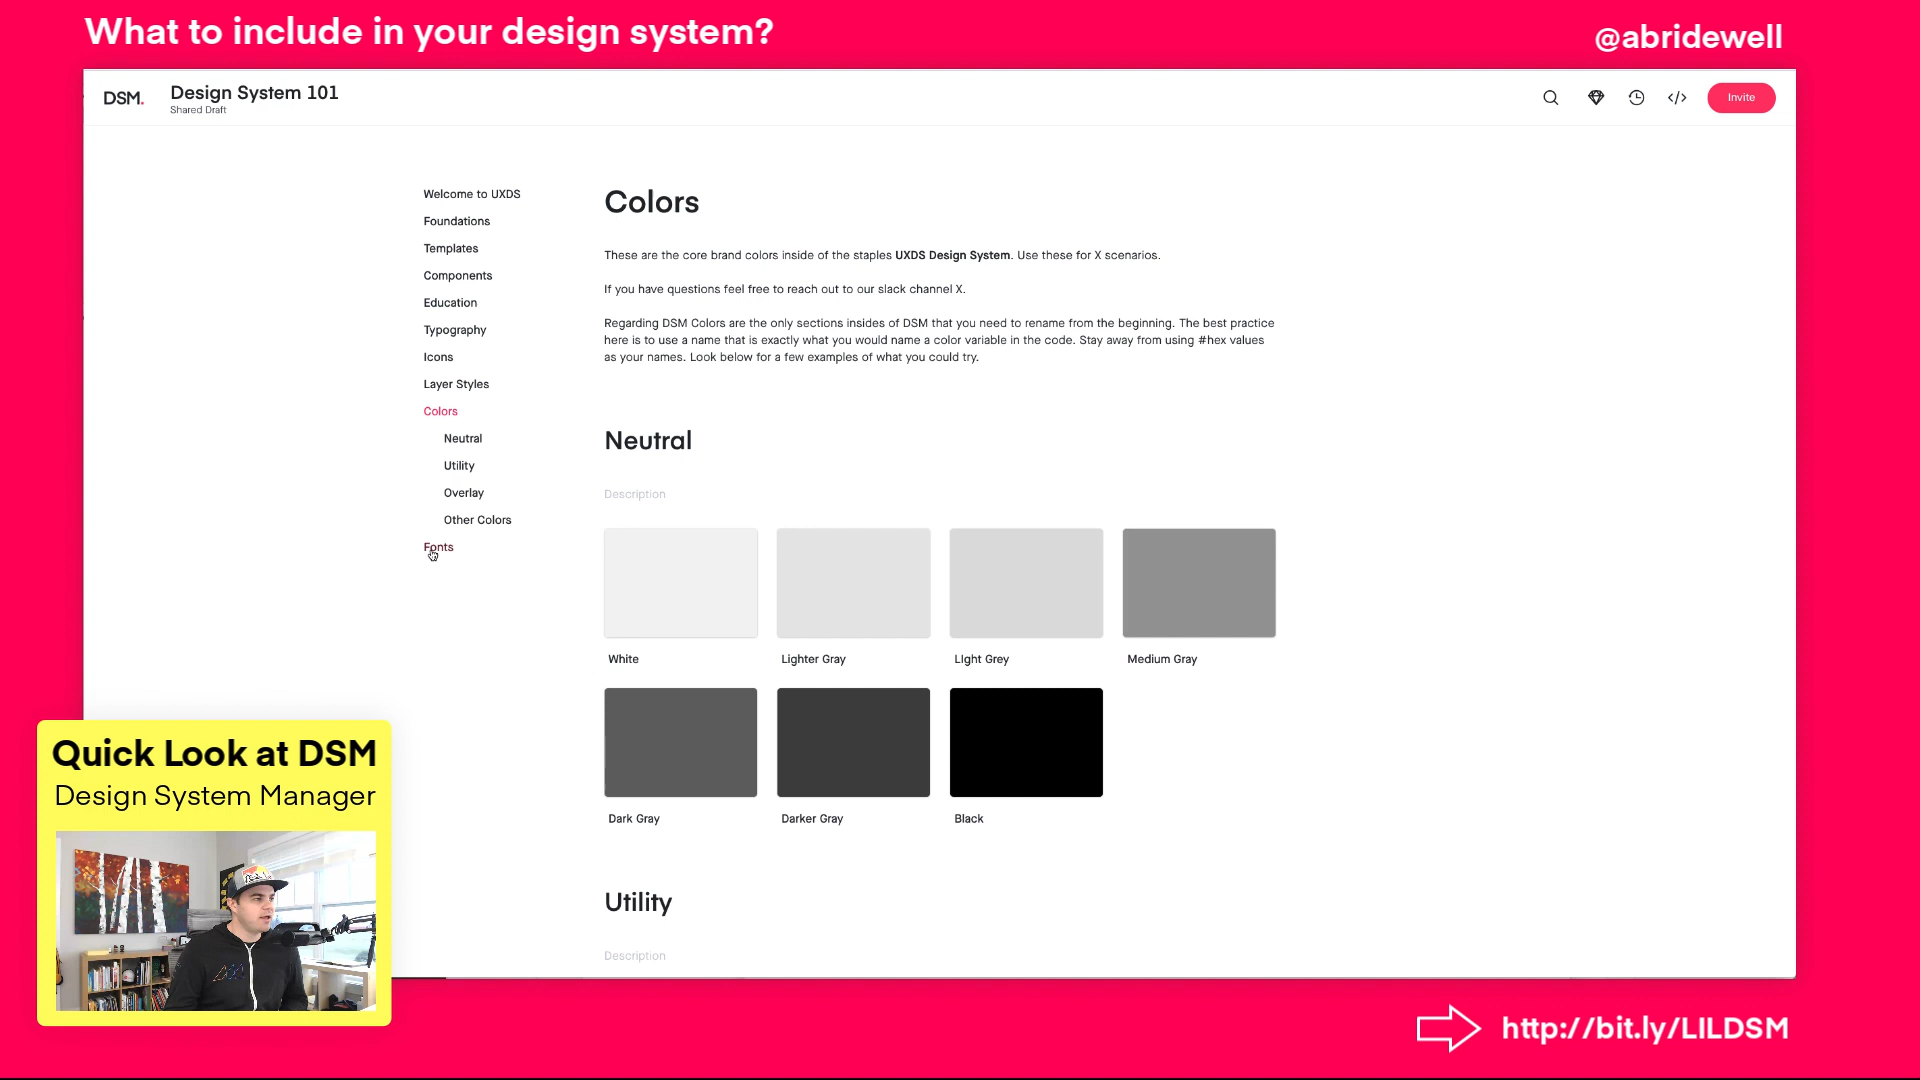 What to include in your design system?
@abridewell
DSM.
Design System 101
Shared Draft
Invite
Welcome to UXDS
Foundations
Templates
Components
Education
Typography
Icons
Layer Styles
Colors
Neutral
Utility
Overlay
Other Colors
Fonts
Colors
These are the core brand colors inside of the staples UXDS Design System. Use these for X scenarios.
If you have questions feel free to reach out to our slack channel X.
Regarding DSM Colors are the only sections insides of DSM that you need to rename from the beginning. The best practice
here is to use a name that is exactly what you would name a color variable in the code. Stay away from using #hex values
as your names. Look below for a few examples of what you could try.
Neutral
Description
White
Lighter Gray
LIght Grey
Medium Gray
Dark Gray
Darker Gray
Black
Utility
Description
Quick Look at DSM
Design System Manager
http://bit.ly/LILDSM